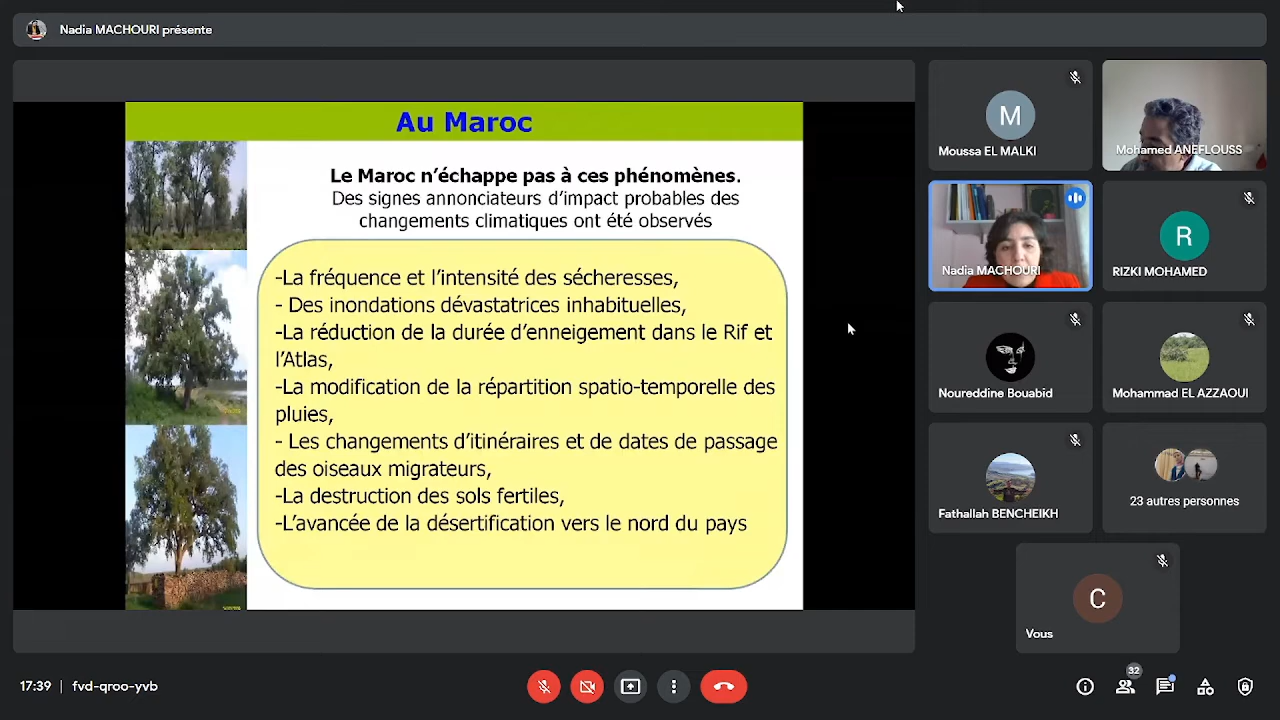 Nadia MACHOURI présente
Au Maroc
Le Maroc n'échappe pas à ces phénomènes.
Des signes annonciateurs d'impact probables des
changements climatiques ont été observés
-La fréquence et l'intensité des sécheresses,
- Des inondations dévastatrices inhabituelles,
-La réduction de la durée d'enneigement dans le Rif et
l'Atlas,
-La modification de la répartition spatio-temporelle des
pluies,
- Les changements d'itinéraires et de dates de passage
des oiseaux migrateurs,
-La destruction des sols fertiles,
-L'avancée de la désertification vers le nord du pays
M
Moussa EL MALKI
Mohamed ANEFLOUSS
Nadia MACHOURI
R
RIZKI MOHAMED
Noureddine Bouabid
Mohammad EL AZZAOUI
Fathallah BENCHEIKH
23 autres personnes
C
Vous
17:39 | fvd-qroo-yvb
32